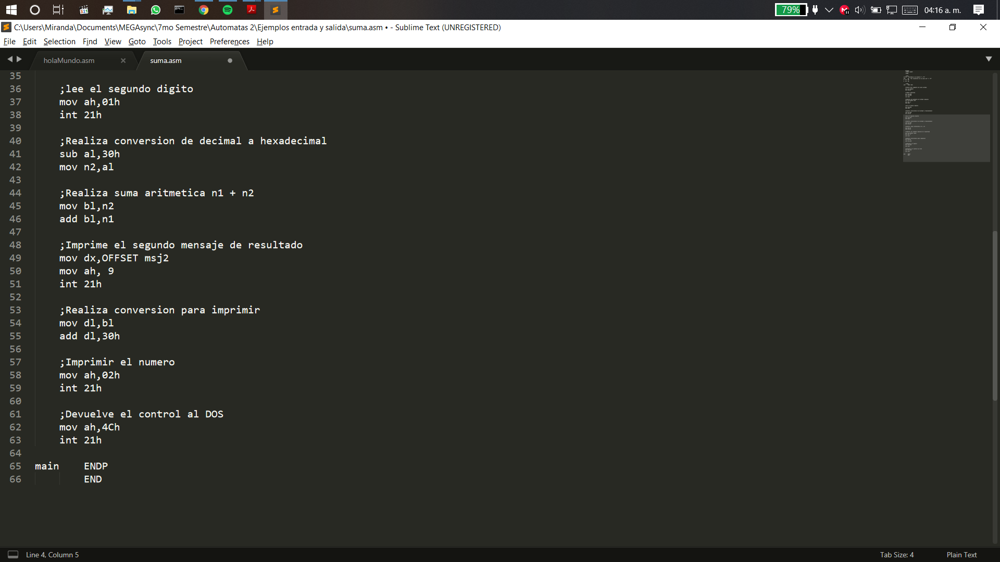 79%
04:16 a. m.
C:\Users\Miranda\Documents\MEGAsync\7mo Semestre\Automatas 2\Ejemplos entrada y salida\suma.asm • - Sublime Text (UNREGISTERED)
File Edit Selection Find View Goto Tools Project Preferences Help
holaMundo.asm
suma.asm
35
36 ;lee el segundo digito
37 mov ah,01h
38 int 21h
39
40 ;Realiza conversion de decimal a hexadecimal
41 sub al,30h
42 mov n2,al
43
44 ;Realiza suma aritmetica n1 + n2
45 mov bl,n2
46 add bl,n1
47
48 ;Imprime el segundo mensaje de resultado
49 mov dx,OFFSET msj2
50 mov ah, 9
51 int 21h
52
53 ;Realiza conversion para imprimir
54 mov dl,bl
55 add dl,30h
56
57 ;Imprimir el numero
58 mov ah,02h
59 int 21h
60
61 ;Devuelve el control al DOS
62 mov ah,4Ch
63 int 21h
64
65 main ENDP
66 END
Line 4, Column 5
Tab Size: 4
Plain Text